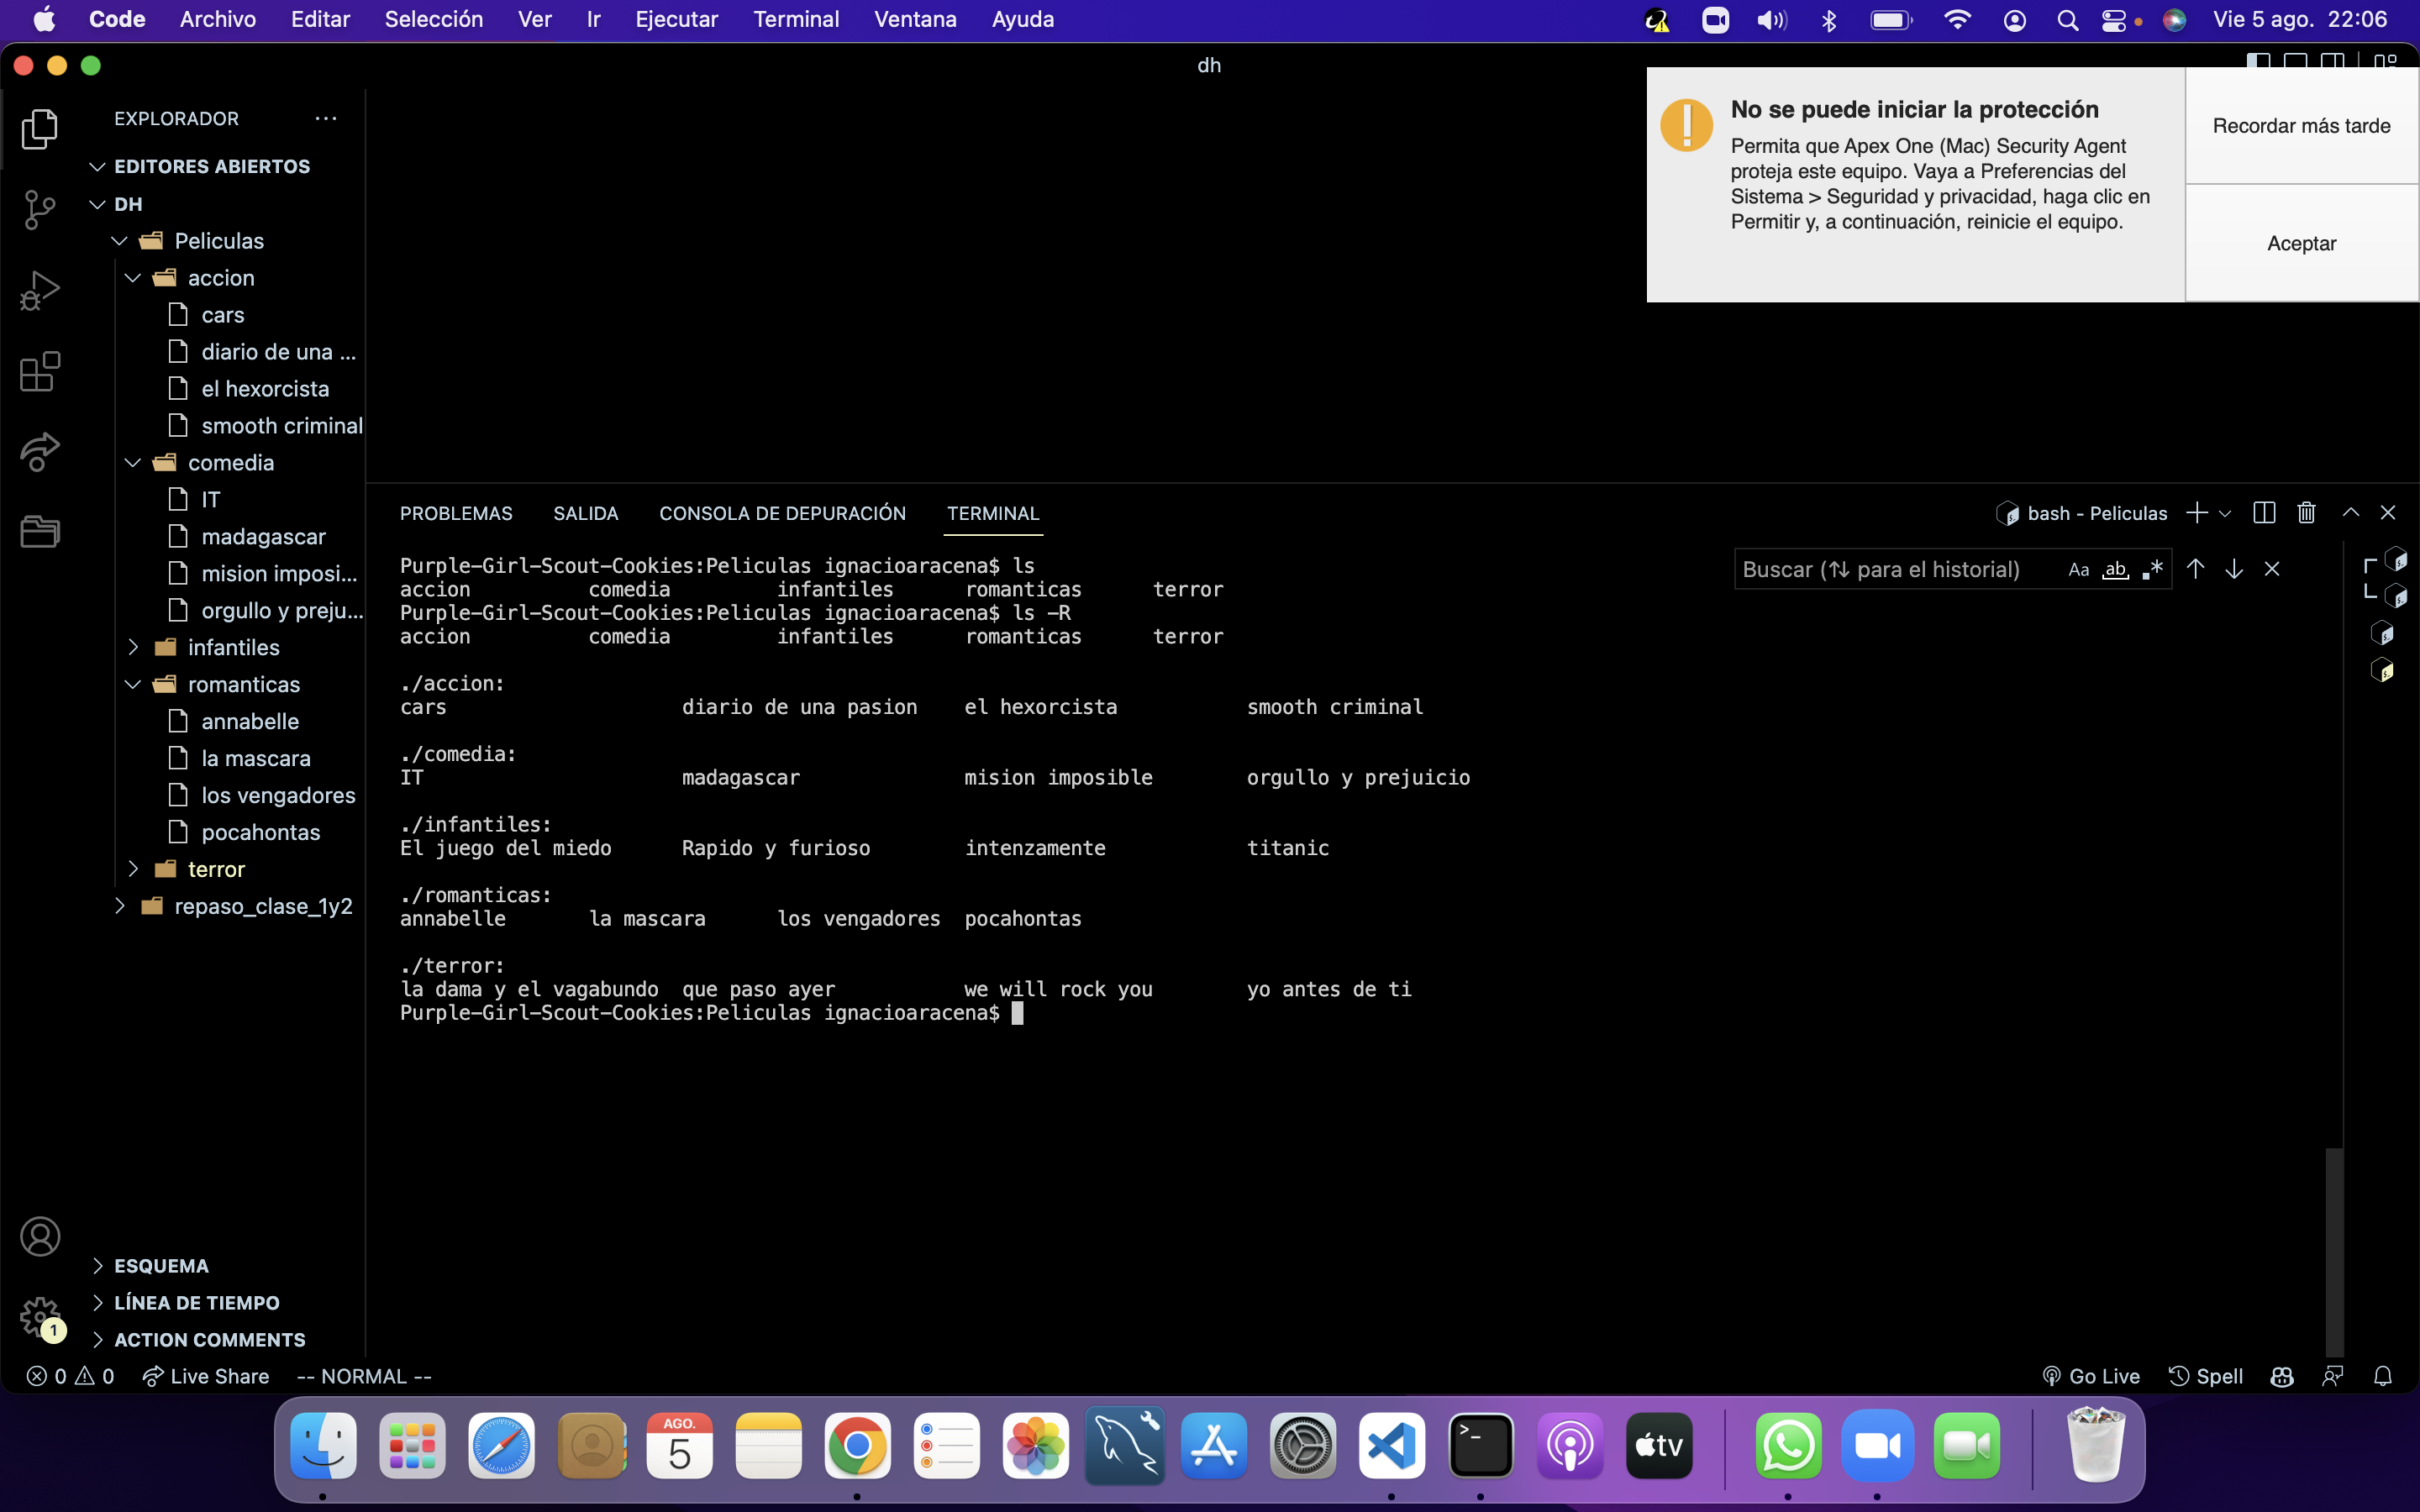 Code Archivo Editar Selección Ver Ir Ejecutar Terminal Ventana Ayuda Vie 5 ago. 22:06
dh
No se puede iniciar la protección
Permita que Apex One (Mac) Security Agent
proteja este equipo. Vaya a Preferencias del
Sistema > Seguridad y privacidad, haga clic en
Permitir y, a continuación, reinicie el equipo.
Recordar más tarde
Aceptar
EXPLORADOR
EDITORES ABIERTOS
DH
Peliculas
accion
cars
diario de una ...
el hexorcista
smooth criminal
comedia
IT
madagascar
mision imposi...
orgullo y preju...
infantiles
romanticas
annabelle
la mascara
los vengadores
pocahontas
terror
repaso_clase_1y2
ESQUEMA
LÍNEA DE TIEMPO
ACTION COMMENTS
1
PROBLEMAS SALIDA CONSOLA DE DEPURACIÓN TERMINAL bash - Peliculas
Buscar (⇅ para el historial) Aa ab .*
Purple-Girl-Scout-Cookies:Peliculas ignacioaracena$ ls
accion comedia infantiles romanticas terror
Purple-Girl-Scout-Cookies:Peliculas ignacioaracena$ ls -R
accion comedia infantiles romanticas terror
./accion:
cars diario de una pasion el hexorcista smooth criminal
./comedia:
IT madagascar mision imposible orgullo y prejuicio
./infantiles:
El juego del miedo Rapido y furioso intenzamente titanic
./romanticas:
annabelle la mascara los vengadores pocahontas
./terror:
la dama y el vagabundo que paso ayer we will rock you yo antes de ti
Purple-Girl-Scout-Cookies:Peliculas ignacioaracena$
0 0 Live Share -- NORMAL -- Go Live Spell
AGO.
5
>_
tv